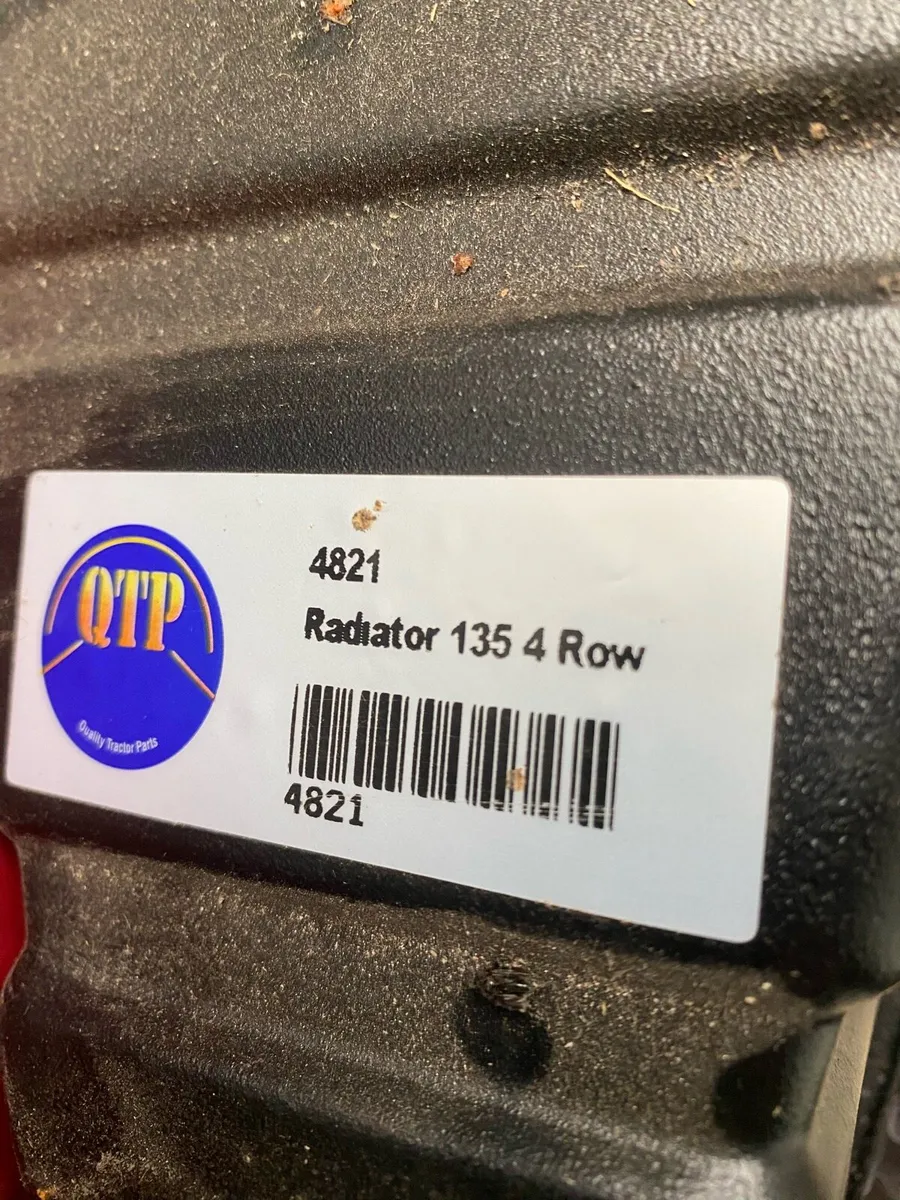 QTP
Quality Tractor Parts
4821
Radiator 135 4 Row
4821